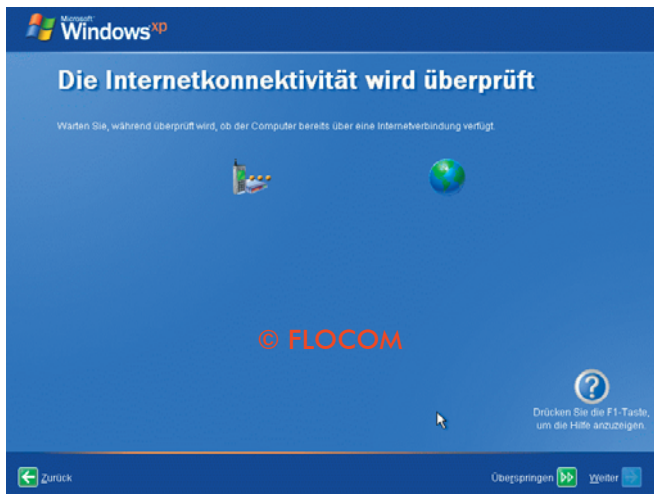 Microsoft
Windows xp
Die Internetkonnektivität wird überprüft
Warten Sie, während überprüft wird, ob der Computer bereits über eine Internetverbindung verfügt.
© FLOCOM
Drücken Sie die F1-Taste,
um die Hilfe anzuzeigen.
Zurück
Überspringen
Weiter